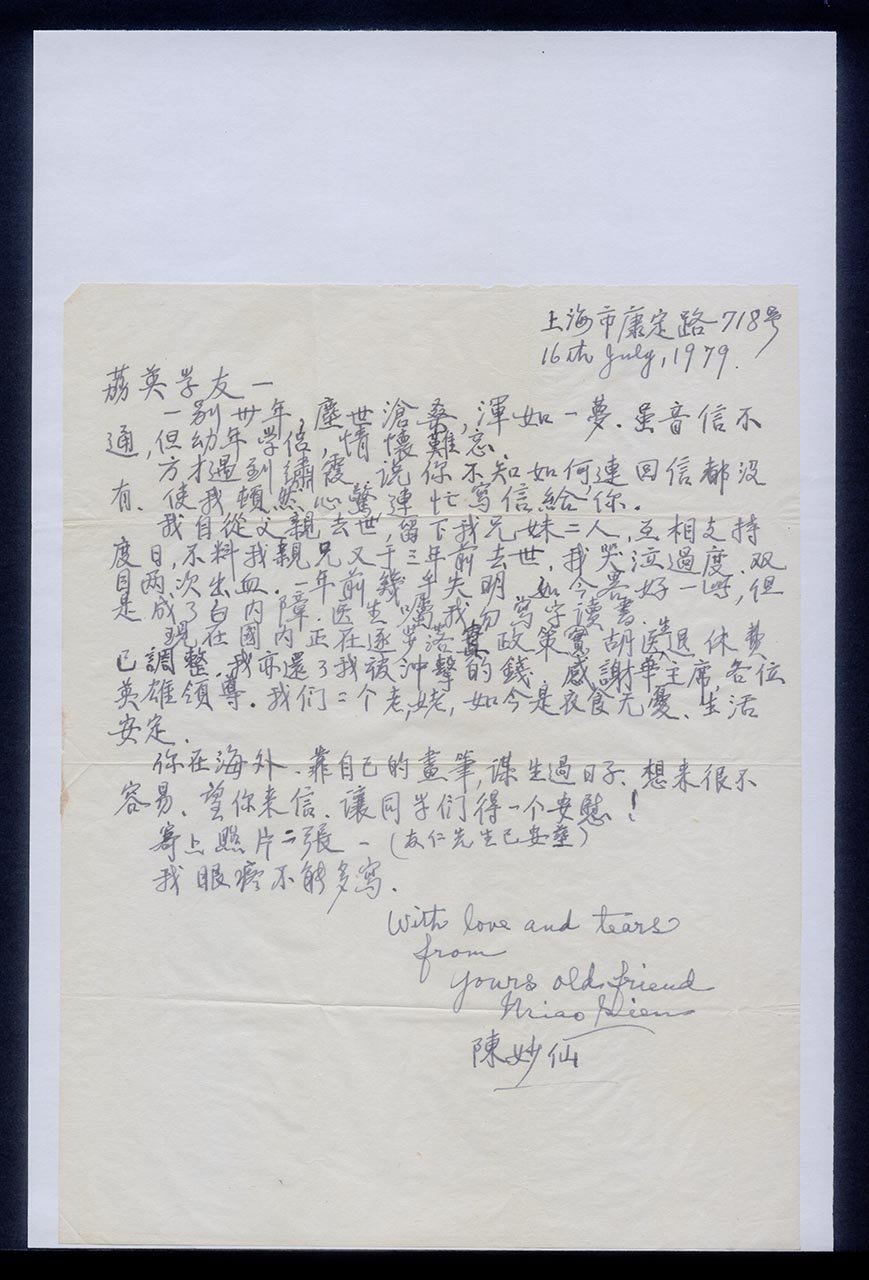 上海市康定路718号
16th July, 1979.
荔英学友一
一别卅年,塵世滄桑,渾如一夢.虽音信不
通,但幼年学侣,情懷難忘.
方才遇到繡霞,说你不知如何,連回信都没
有.使我頓然心驚,連忙寫信給你.
我自從父親去世,留下我兄妹二人,互相支持
度日,不料我親兄又于三年前去世,我哭泣過度.双
目两次出血.一年前幾乎失明.如今略好一些,但
是成了白内障.医生囑我勿寫字讀書.
現在國内正在逐步落實政策,胡医生退休费
已調整.我亦還了我被沖擊的錢.感謝華主席,各位
英雄領導.我们二个老姥,如今是衣食无憂.生活
安定.
你在海外.靠自己的畫筆,谋生過日子.想来很不
容易.望你来信.讓同学们得一个安慰!
寄上照片二張一(友仁先生已安葬)
我眼疼不能多寫.
With love and tears
from
yours old friend
陳妙仙